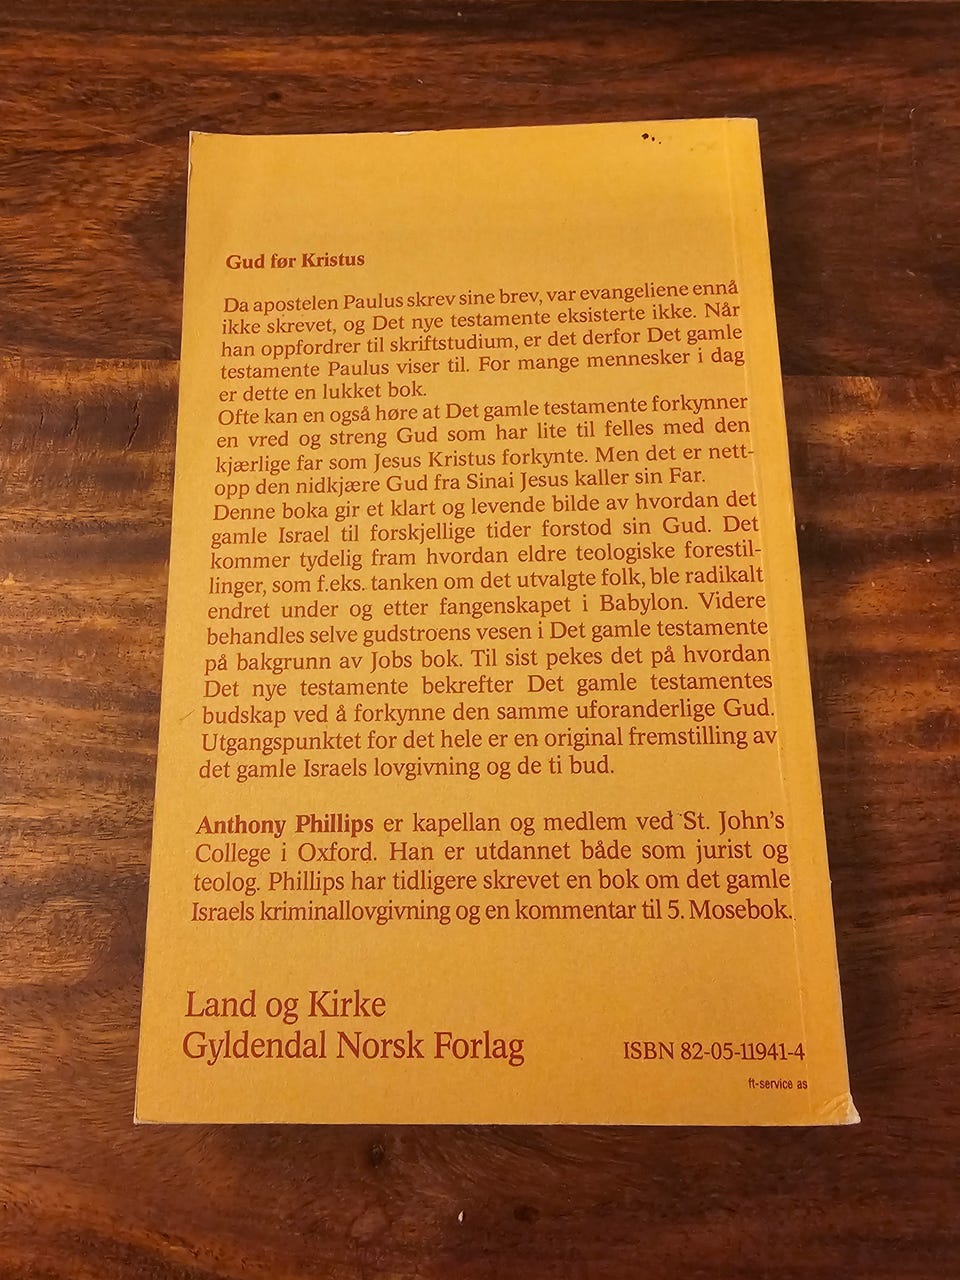 Gud før Kristus
Da apostelen Paulus skrev sine brev, var evangeliene ennå
ikke skrevet, og Det nye testamente eksisterte ikke. Når
han oppfordrer til skriftstudium, er det derfor Det gamle
testamente Paulus viser til. For mange mennesker i dag
er dette en lukket bok.
Ofte kan en også høre at Det gamle testamente forkynner
en vred og streng Gud som har lite til felles med den
kjærlige far som Jesus Kristus forkynte. Men det er nett-
opp den nidkjære Gud fra Sinai Jesus kaller sin Far.
Denne boka gir et klart og levende bilde av hvordan det
gamle Israel til forskjellige tider forstod sin Gud. Det
kommer tydelig fram hvordan eldre teologiske forestil-
linger, som f.eks. tanken om det utvalgte folk, ble radikalt
endret under og etter fangenskapet i Babylon. Videre
behandles selve gudstroens vesen i Det gamle testamente
på bakgrunn av Jobs bok. Til sist pekes det på hvordan
Det nye testamente bekrefter Det gamle testamentes
budskap ved å forkynne den samme uforanderlige Gud.
Utgangspunktet for det hele er en original fremstilling av
det gamle Israels lovgivning og de ti bud.
Anthony Phillips er kapellan og medlem ved St. John's
College i Oxford. Han er utdannet både som jurist og
teolog. Phillips har tidligere skrevet en bok om det gamle
Israels kriminallovgivning og en kommentar til 5. Mosebok.
Land og Kirke
Gyldendal Norsk Forlag
ISBN 82-05-11941-4
ft-service as